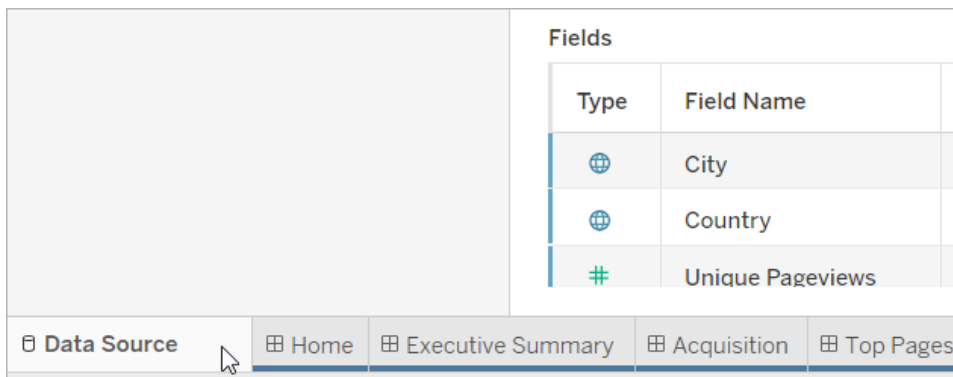 Fields
Type Field Name
City
Country
# Unique Pageviews
Data Source Home Executive Summary Acquisition Top Pages